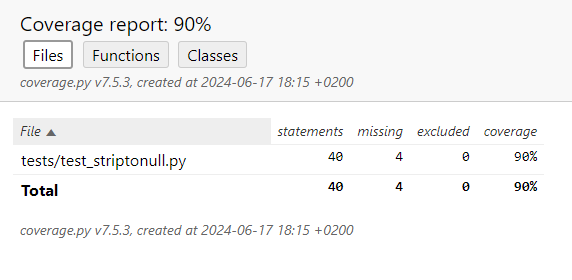 Coverage report: 90%
Files Functions Classes
coverage.py v7.5.3, created at 2024-06-17 18:15 +0200
File ▲ statements missing excluded coverage
tests/test_striptonull.py 40 4 0 90%
Total 40 4 0 90%
coverage.py v7.5.3, created at 2024-06-17 18:15 +0200